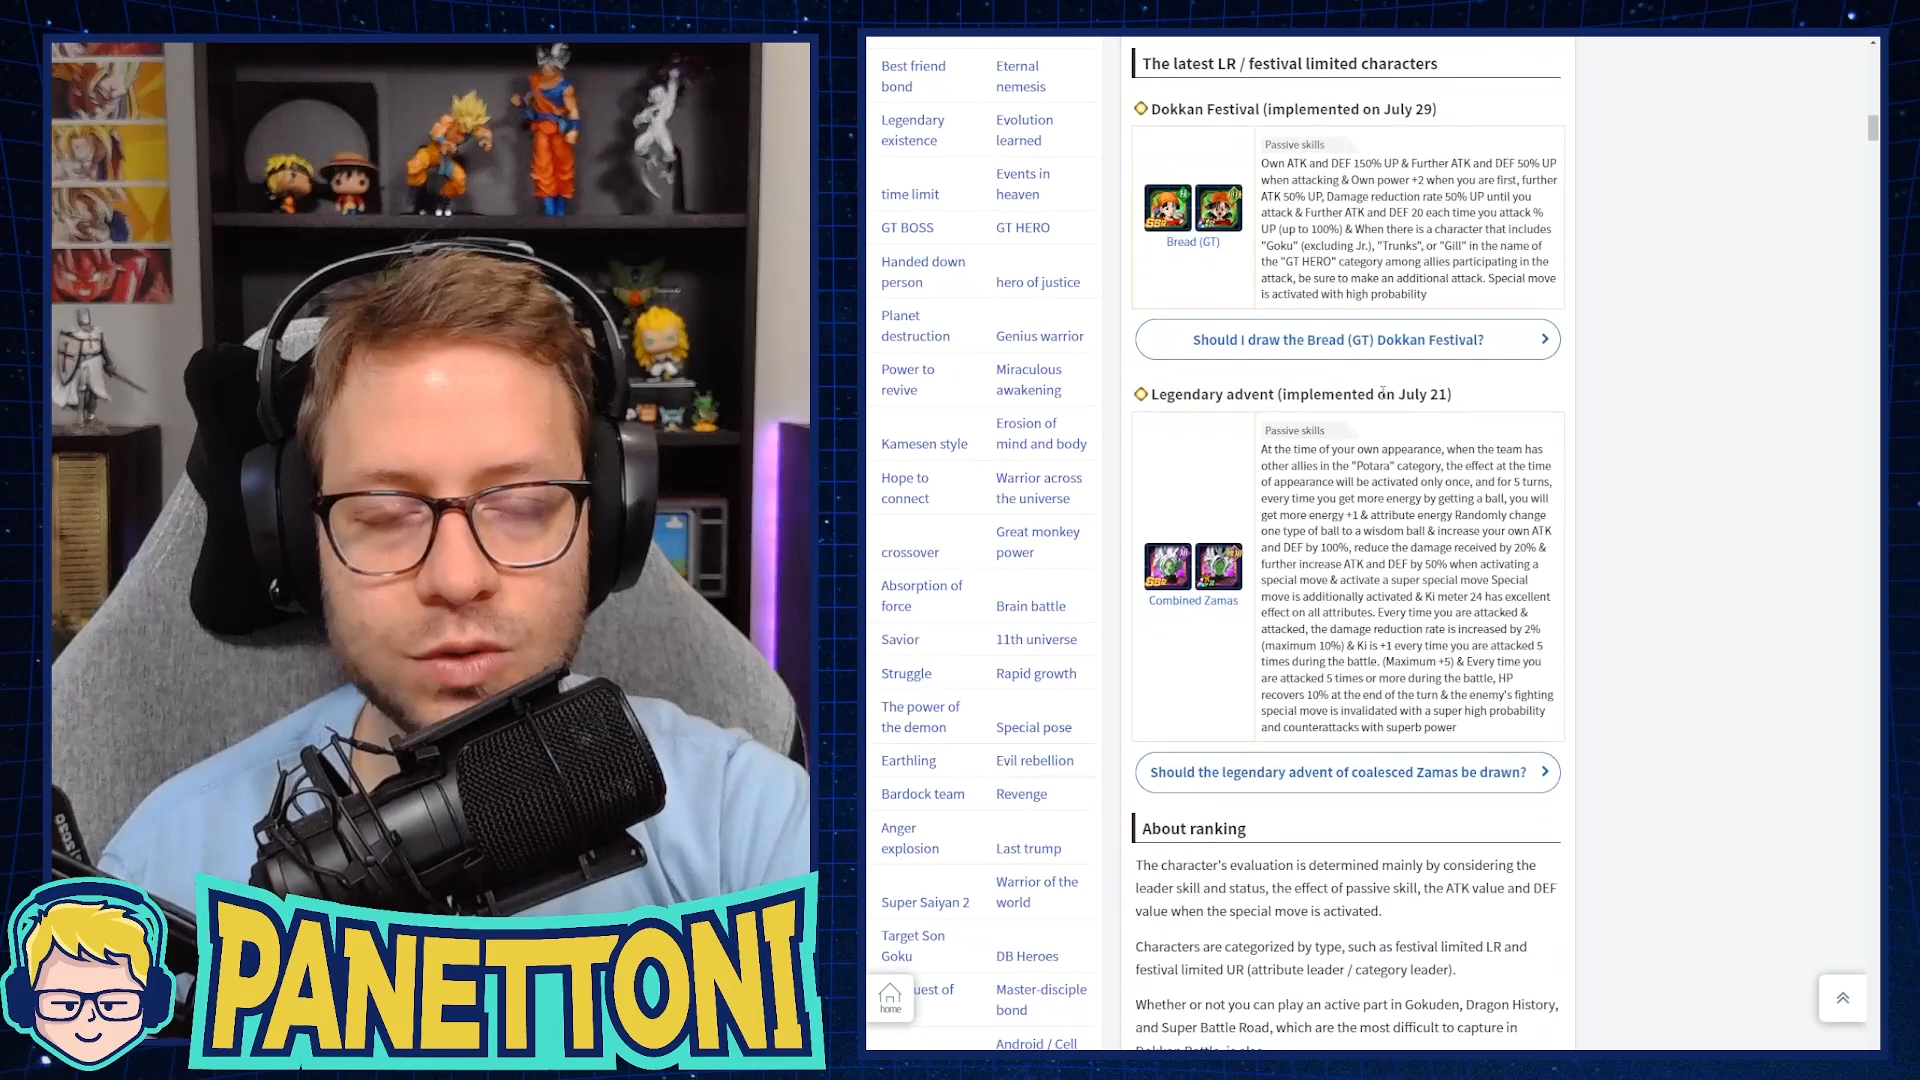 Best friend
bond
Eternal
nemesis
Legendary
existence
Evolution
learned
time limit
Events in
heaven
GT BOSS
GT HERO
Handed down
person
hero of justice
Planet
destruction
Genius warrior
Power to
revive
Miraculous
awakening
Kamesen style
Erosion of
mind and body
Hope to
connect
Warrior across
the universe
crossover
Great monkey
power
Absorption of
force
Brain battle
Savior
11th universe
Struggle
Rapid growth
The power of
the demon
Special pose
Earthling
Evil rebellion
Bardock team
Revenge
Anger
explosion
Last trump
Super Saiyan 2
Warrior of the
world
Target Son
Goku
DB Heroes
uest of
Master-disciple
bond
Android / Cell
home
The latest LR / festival limited characters
Dokkan Festival (implemented on July 29)
Passive skills
Own ATK and DEF 150% UP & Further ATK and DEF 50% UP
when attacking & Own power +2 when you are first, further
ATK 50% UP, Damage reduction rate 50% UP until you
attack & Further ATK and DEF 20 each time you attack %
UP (up to 100%) & When there is a character that includes
"Goku" (excluding Jr.), "Trunks", or "Gill" in the name of
the "GT HERO" category among allies participating in the
attack, be sure to make an additional attack. Special move
is activated with high probability
SSR
Bread (GT)
Should I draw the Bread (GT) Dokkan Festival?
Legendary advent (implemented on July 21)
Passive skills
At the time of your own appearance, when the team has
other allies in the "Potara" category, the effect at the time
of appearance will be activated only once, and for 5 turns,
every time you get more energy by getting a ball, you will
get more energy +1 & attribute energy Randomly change
one type of ball to a wisdom ball & increase your own ATK
and DEF by 100%, reduce the damage received by 20% &
further increase ATK and DEF by 50% when activating a
special move & activate a super special move Special
move is additionally activated & Ki meter 24 has excellent
effect on all attributes. Every time you are attacked &
attacked, the damage reduction rate is increased by 2%
(maximum 10%) & Ki is +1 every time you are attacked 5
times during the battle. (Maximum +5) & Every time you
are attacked 5 times or more during the battle, HP
recovers 10% at the end of the turn & the enemy's fighting
special move is invalidated with a super high probability
and counterattacks with superb power
SSR
Combined Zamas
Should the legendary advent of coalesced Zamas be drawn?
About ranking
The character's evaluation is determined mainly by considering the
leader skill and status, the effect of passive skill, the ATK value and DEF
value when the special move is activated.
Characters are categorized by type, such as festival limited LR and
festival limited UR (attribute leader / category leader).
Whether or not you can play an active part in Gokuden, Dragon History,
and Super Battle Road, which are the most difficult to capture in
PANETTONI